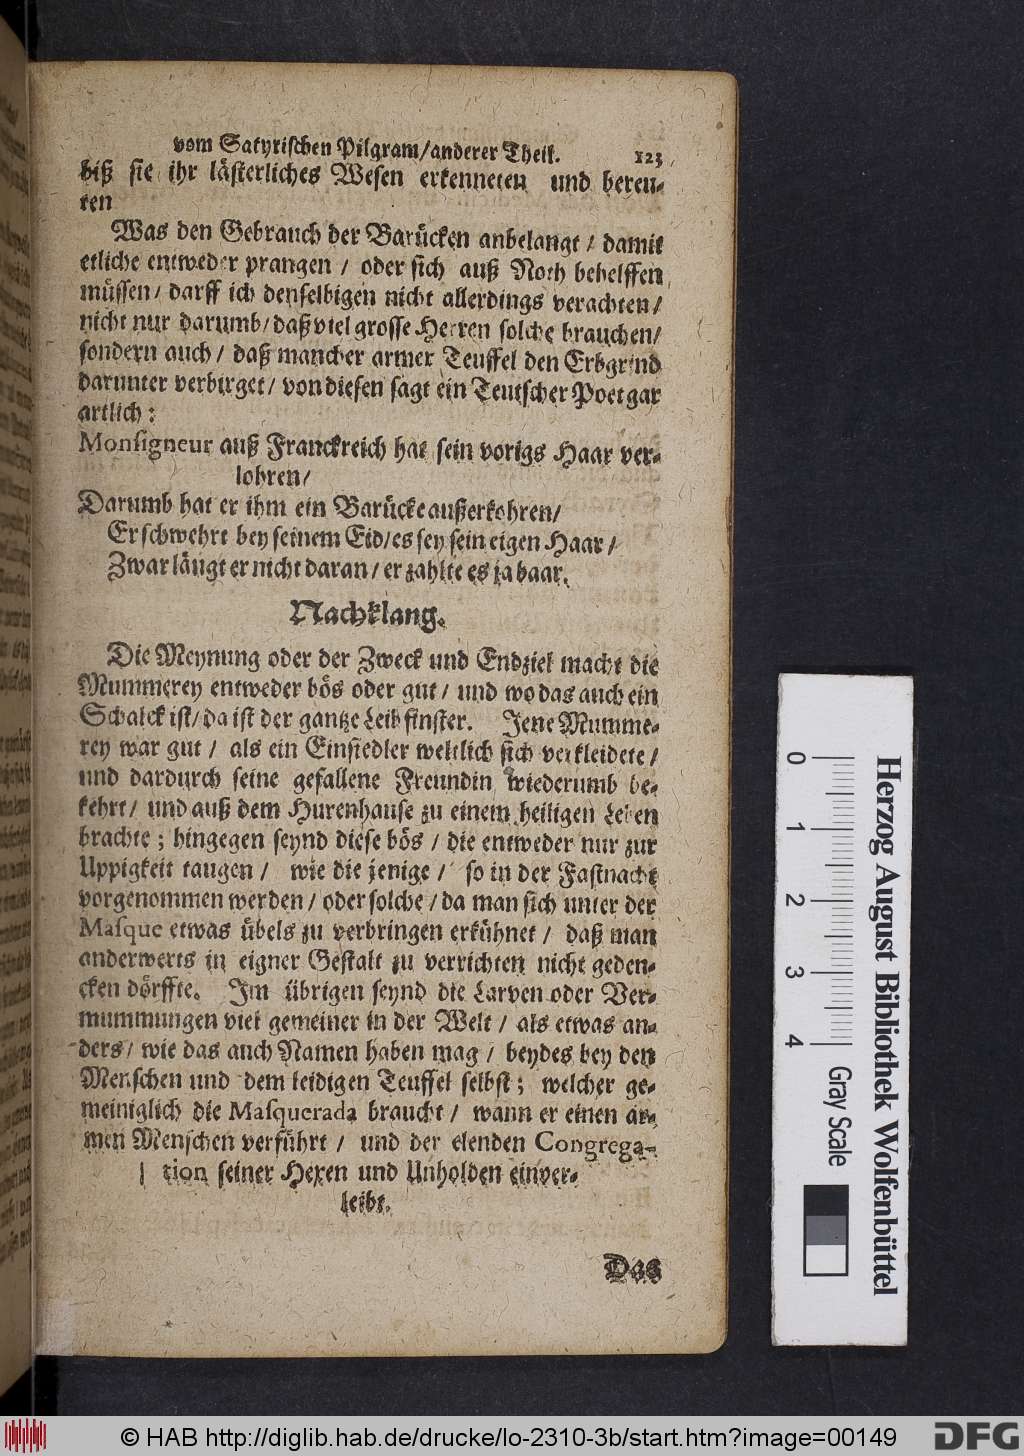 vom Satyrischen Pilgram/anderer Theil. 123
biß sie ihr lästerliches Wesen erkenneten und bereu-
ten
Was den Gebrauch der Barücken anbelangt / damit
etliche entweder prangen / oder sich auß Noth behelffen
müssen/ darff ich denselbigen nicht allerdings verachten/
nicht nur darumb/ daß viel grosse Herren solche brauchen/
sondern auch / daß mancher armer Teuffel den Erbgrind
darunter verbirget/ von diesen sagt ein Teutscher Poet gar
artlich:
Monsigneur auß Franckreich hat sein vorigs Haar ver-
lohren/
Darumb hat er ihm ein Barücke außerkohren/
Er schwehrt bey seinem Eid/es sey sein eigen Haar /
Zwar läugt er nicht daran / er zahlte es ja baar.
Nachklang.
Die Meynung oder der Zweck und Endziel macht die
Mummerey entweder bös oder gut / und wo das auch ein
Schalck ist/ da ist der gantze Leib finster. Jene Mumme-
rey war gut / als ein Einsiedler weltlich sich verkleidete /
und dardurch seine gefallene Freundin wiederumb be-
kehrt/ und auß dem Hurenhause zu einem heiligen Leben
brachte; hingegen seynd diese bös / die entweder nur zur
Uppigkeit taugen / wie die jenige / so in der Fastnacht
vorgenommen werden / oder solche / da man sich unter der
Masque etwas übels zu verbringen erkühnet / daß man
anderwerts in eigner Gestalt zu verrichten nicht geden-
cken dörffte. Im übrigen seynd die Larven oder Ver-
mummungen viel gemeiner in der Welt / als etwas an-
ders/ wie das auch Namen haben mag / beydes bey den
Menschen und dem leidigen Teuffel selbst; welcher ge-
meiniglich die Masquerada braucht / wann er einen ar-
men Menschen verführt / und der elenden Congrega-
tion seiner Hexen und Unholden einver-
leibt.
Das
Herzog August Bibliothek Wolfenbüttel
0 1 2 3 4 Gray Scale
© HAB http://diglib.hab.de/drucke/lo-2310-3b/start.htm?image=00149
DFG